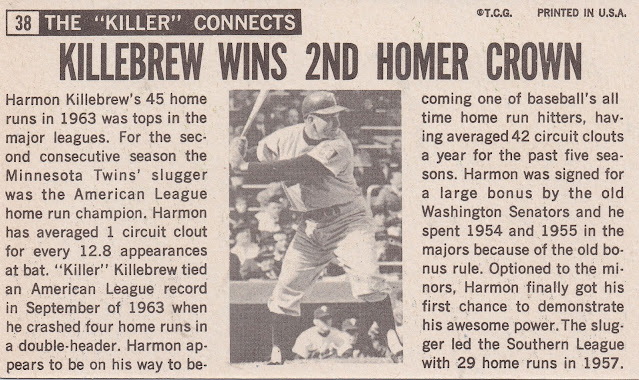 38 THE "KILLER" CONNECTS
©T.C.G. PRINTED IN U.S.A.
KILLEBREW WINS 2ND HOMER CROWN
Harmon Killebrew's 45 home
runs in 1963 was tops in the
major leagues. For the sec-
ond consecutive season the
Minnesota Twins' slugger
was the American League
home run champion. Harmon
has averaged 1 circuit clout
for every 12.8 appearances
at bat. "Killer" Killebrew tied
an American League record
in September of 1963 when
he crashed four home runs in
a double-header. Harmon ap-
pears to be on his way to be-
coming one of baseball's all
time home run hitters, hav-
ing averaged 42 circuit clouts
a year for the past five sea-
sons. Harmon was signed for
a large bonus by the old
Washington Senators and he
spent 1954 and 1955 in the
majors because of the old bo-
nus rule. Optioned to the mi-
nors, Harmon finally got his
first chance to demonstrate
his awesome power. The slug-
ger led the Southern League
with 29 home runs in 1957.